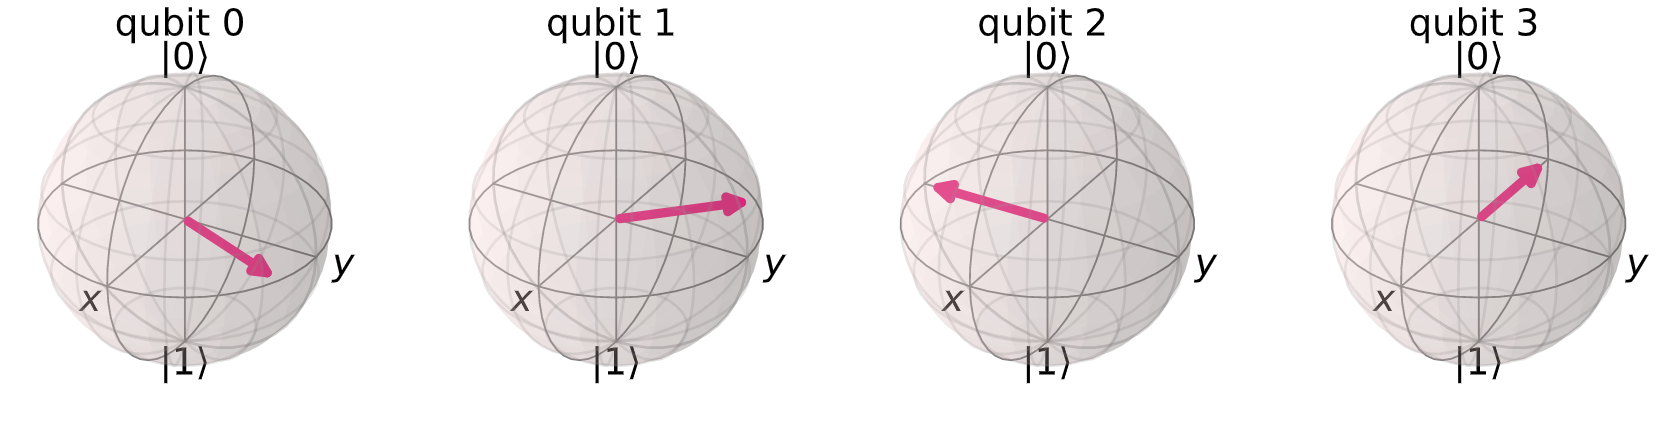 qubit 0
|0⟩
x
y
|1⟩
qubit 1
|0⟩
x
y
|1⟩
qubit 2
|0⟩
x
y
|1⟩
qubit 3
|0⟩
x
y
|1⟩